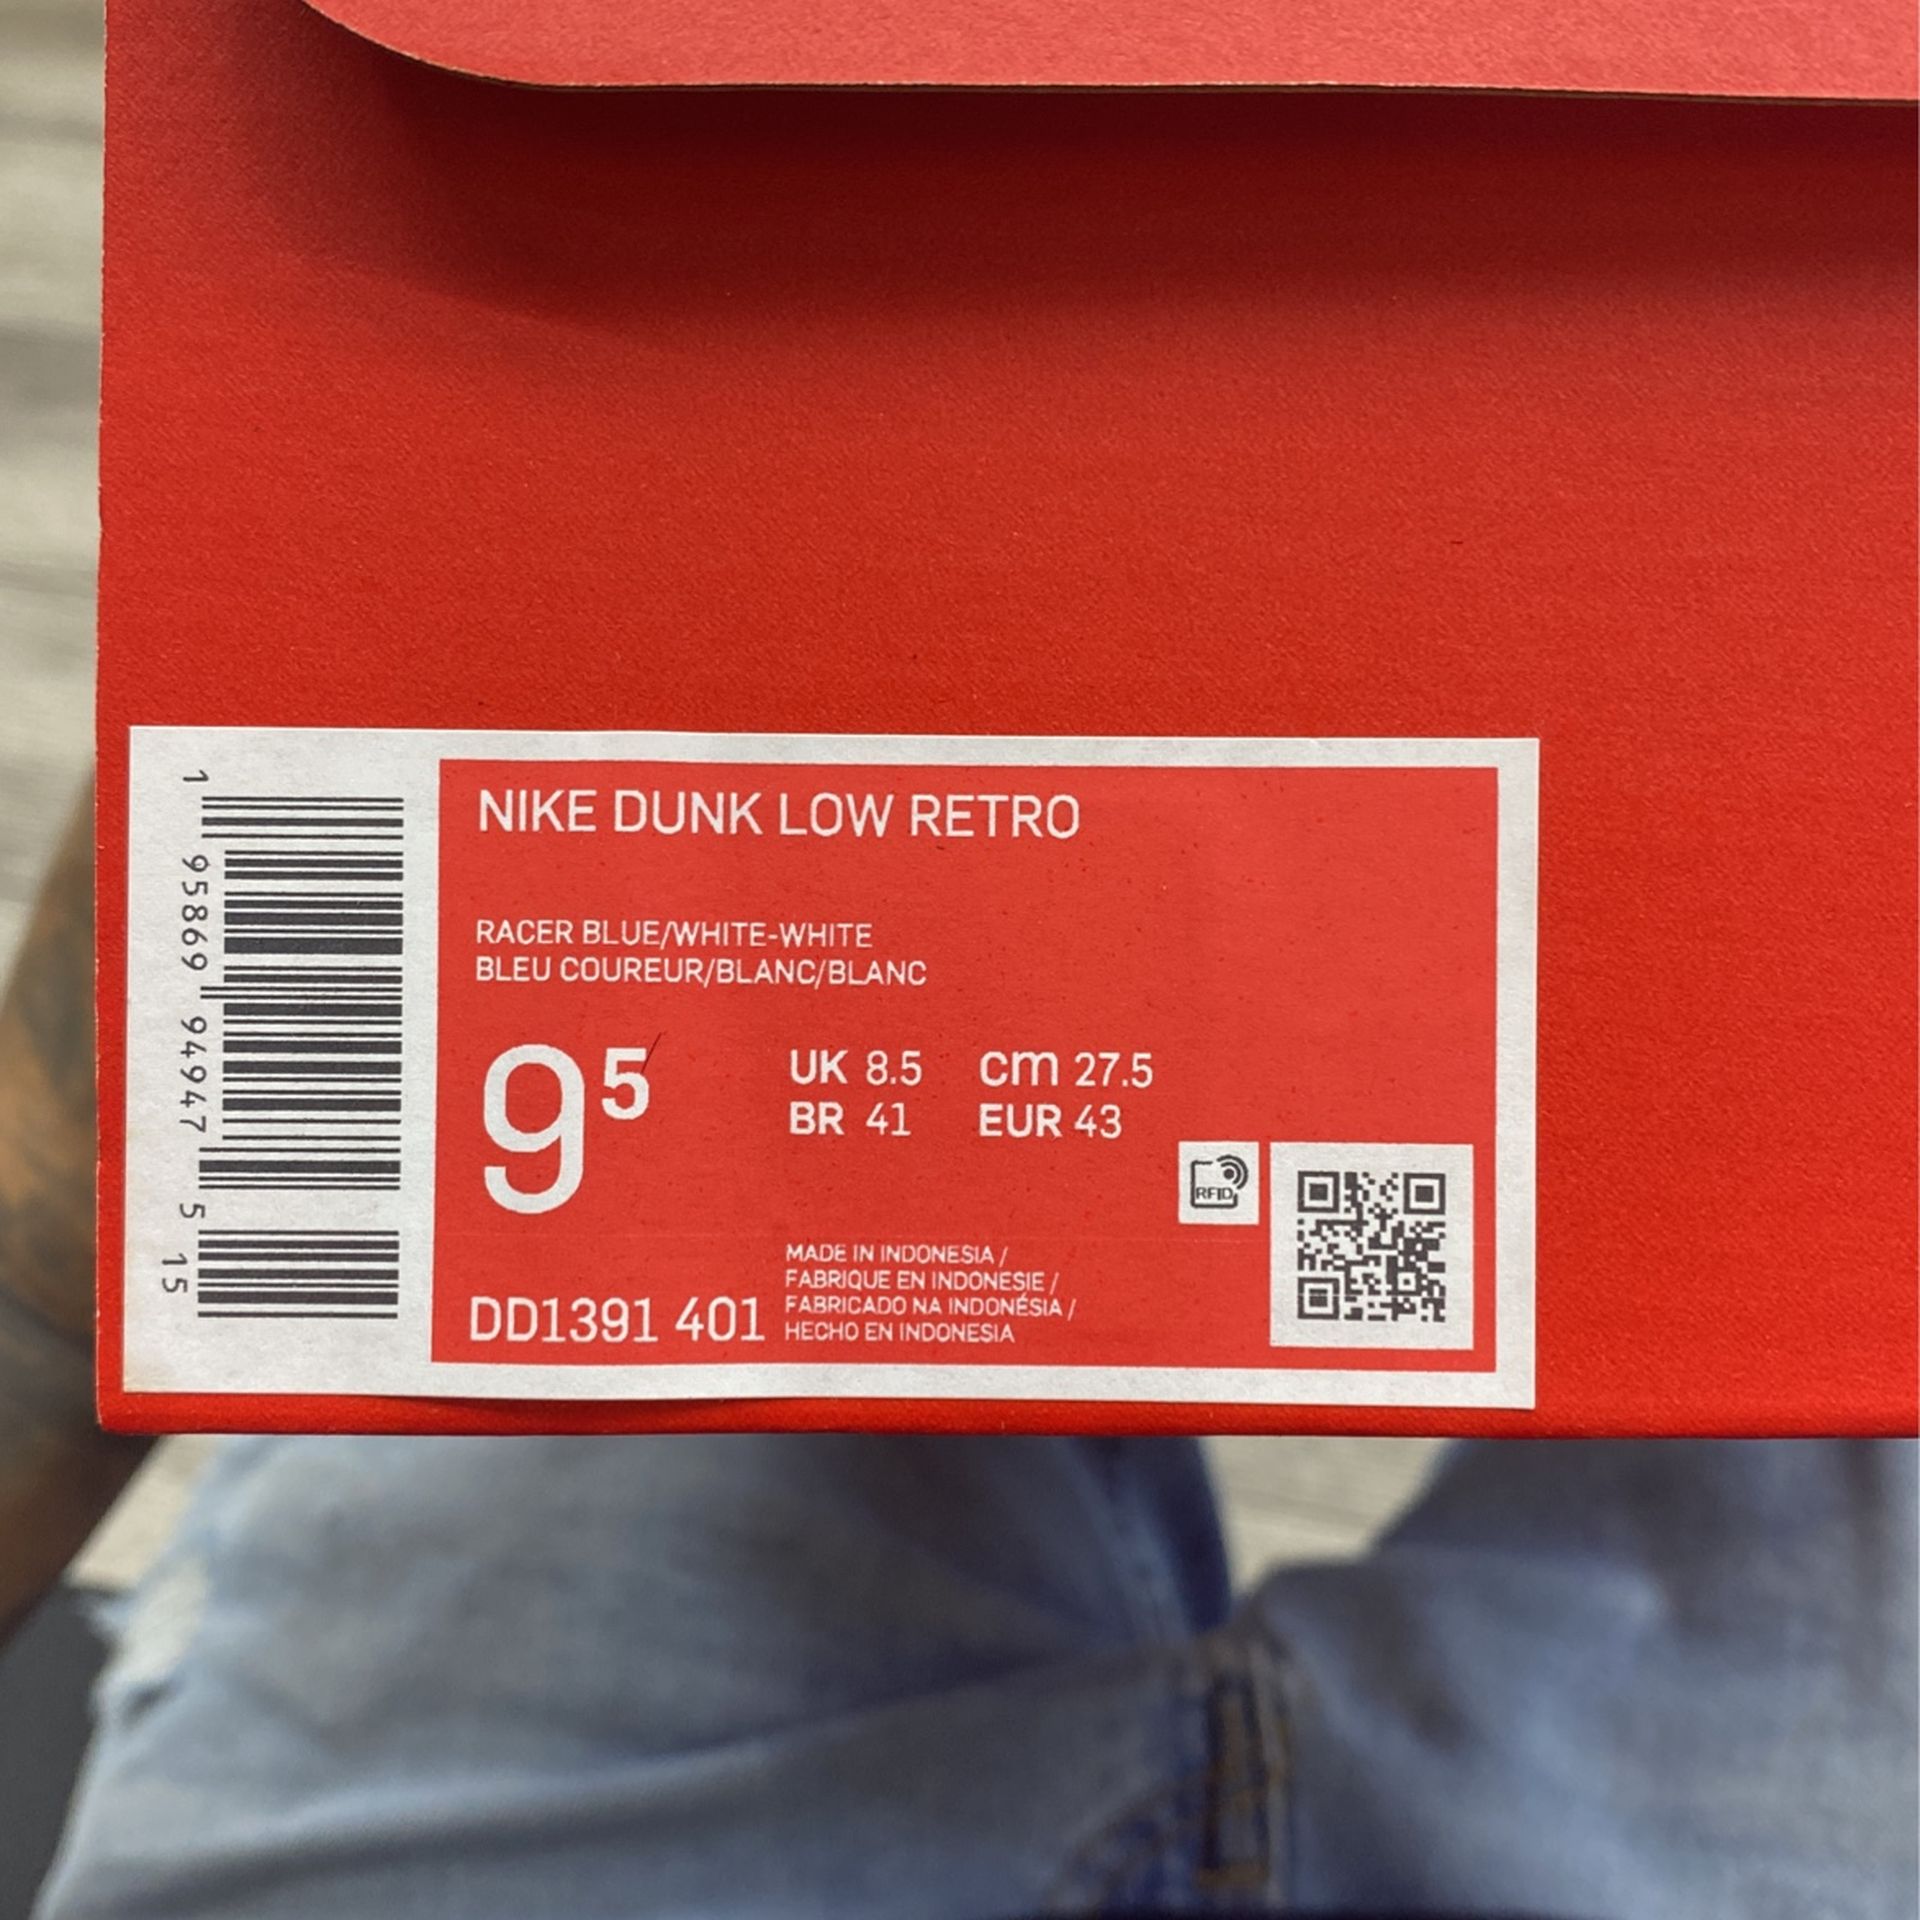 1 95869 94947 5 15
NIKE DUNK LOW RETRO
RACER BLUE/WHITE-WHITE
BLEU COUREUR/BLANC/BLANC
9 5
UK 8.5 cm 27.5
BR 41 EUR 43
RFID
DD1391 401
MADE IN INDONESIA /
FABRIQUE EN INDONESIE /
FABRICADO NA INDONÉSIA /
HECHO EN INDONESIA